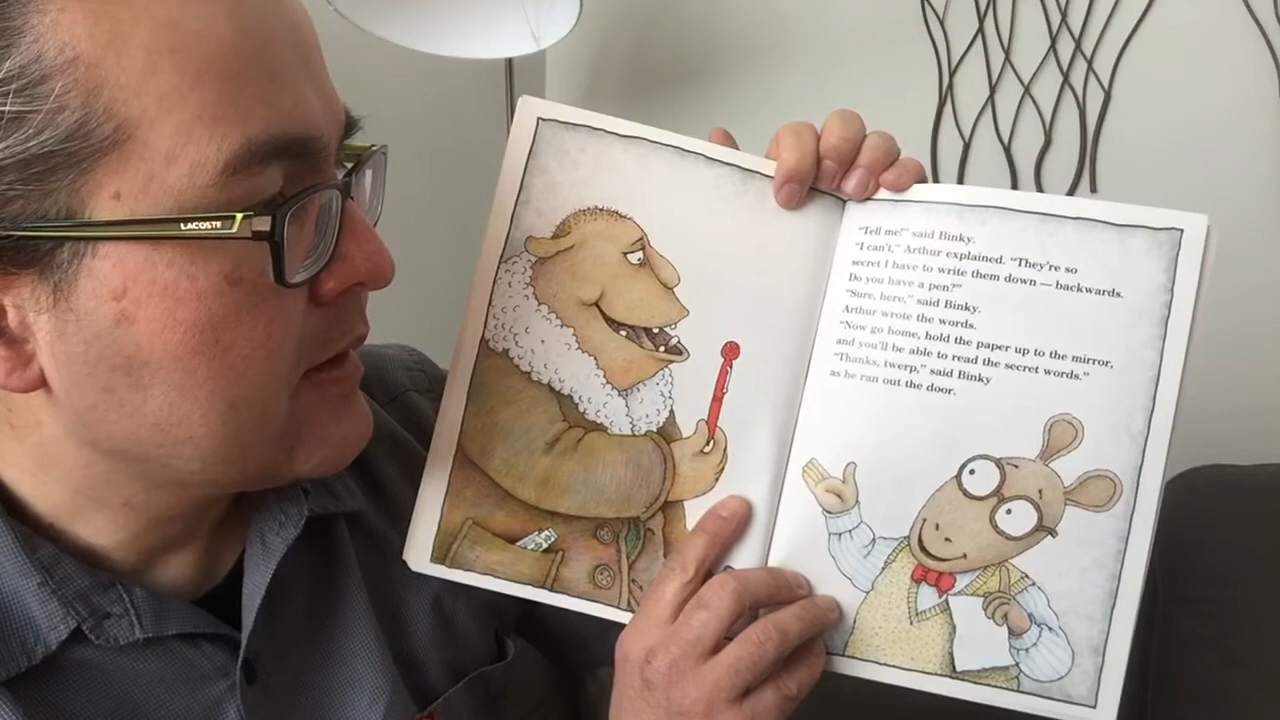 LACOSTE
"Tell me!" said Binky.
"I can't," Arthur explained. "They're so
secret I have to write them down — backwards.
Do you have a pen?"
"Sure, here," said Binky.
Arthur wrote the words.
"Now go home, hold the paper up to the mirror,
and you'll be able to read the secret words."
"Thanks, twerp," said Binky
as he ran out the door.